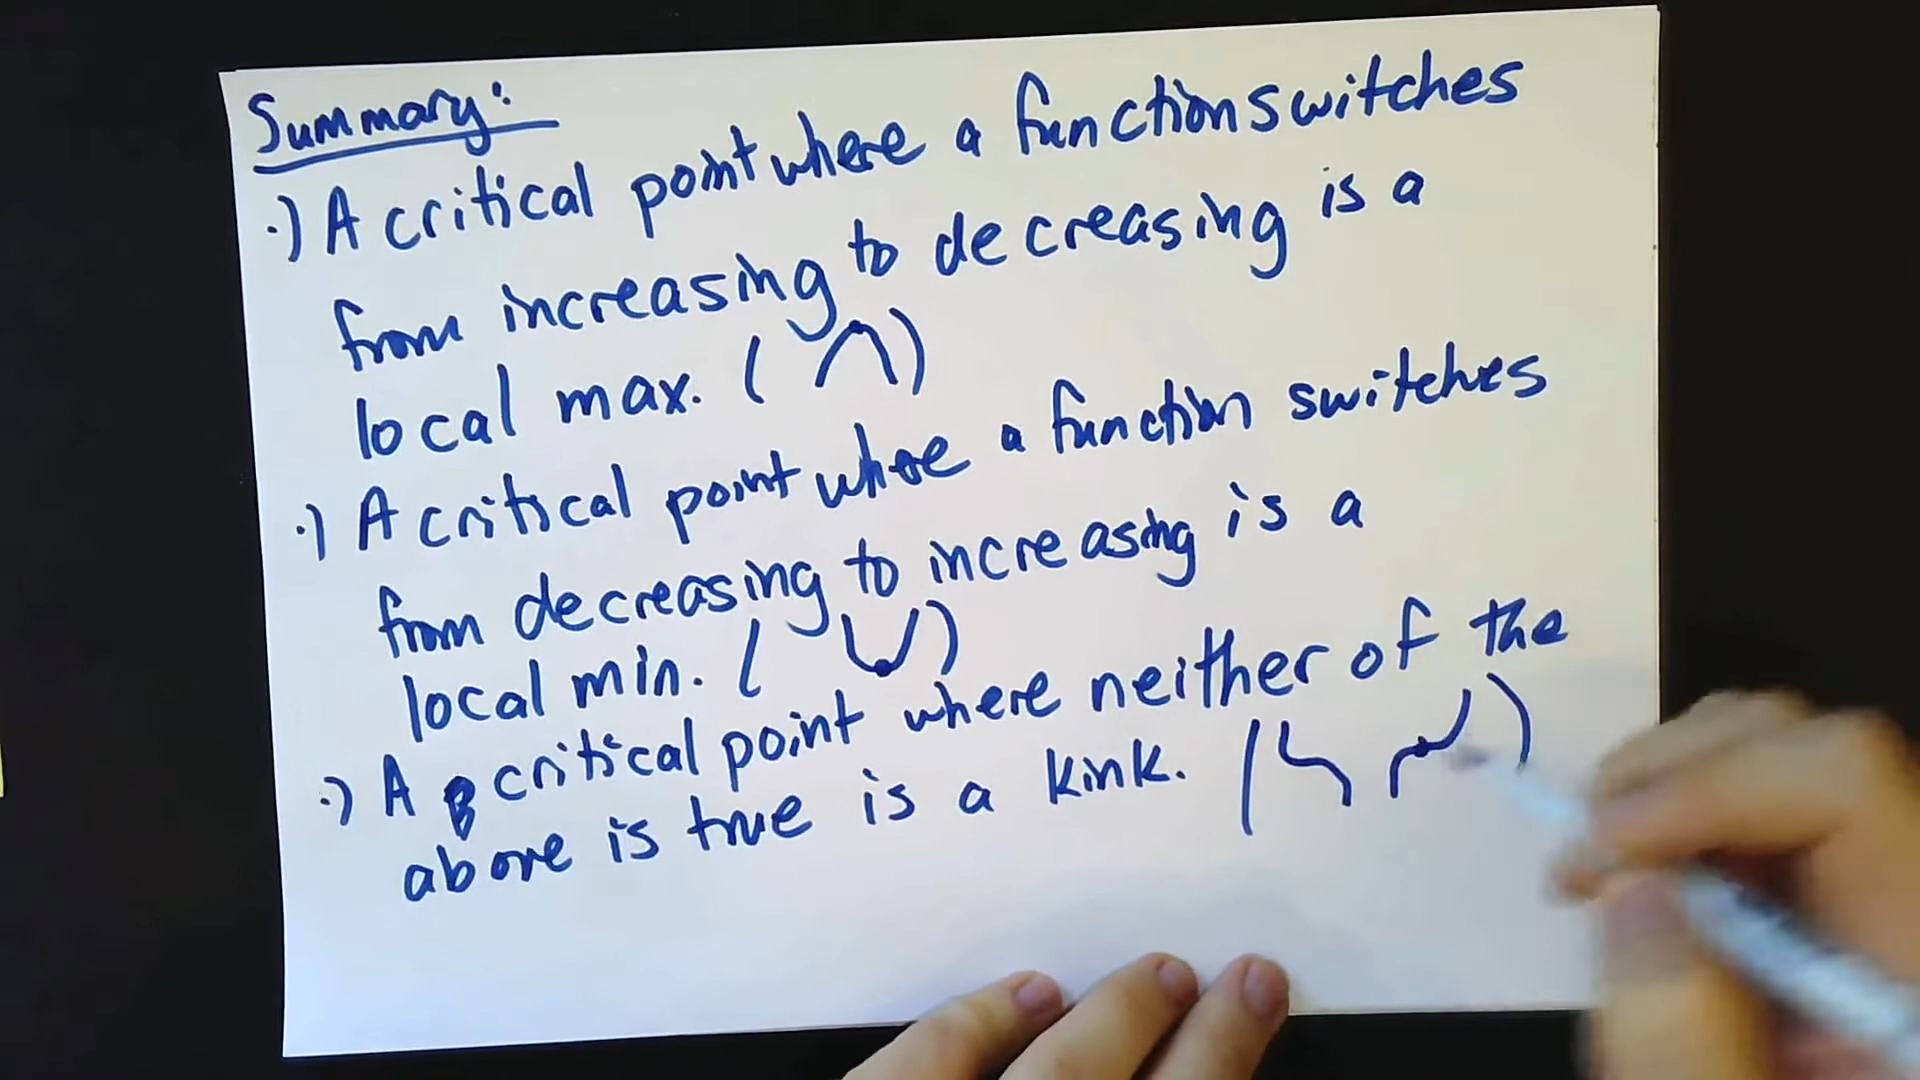 Summary:
·) A critical point where a function switches
from increasing to decreasing is a
local max. ( )
·) A critical point where a function switches
from decreasing to increasing is a
local min. ( )
·) A critical point where neither of the
above is true is a kink. ( )